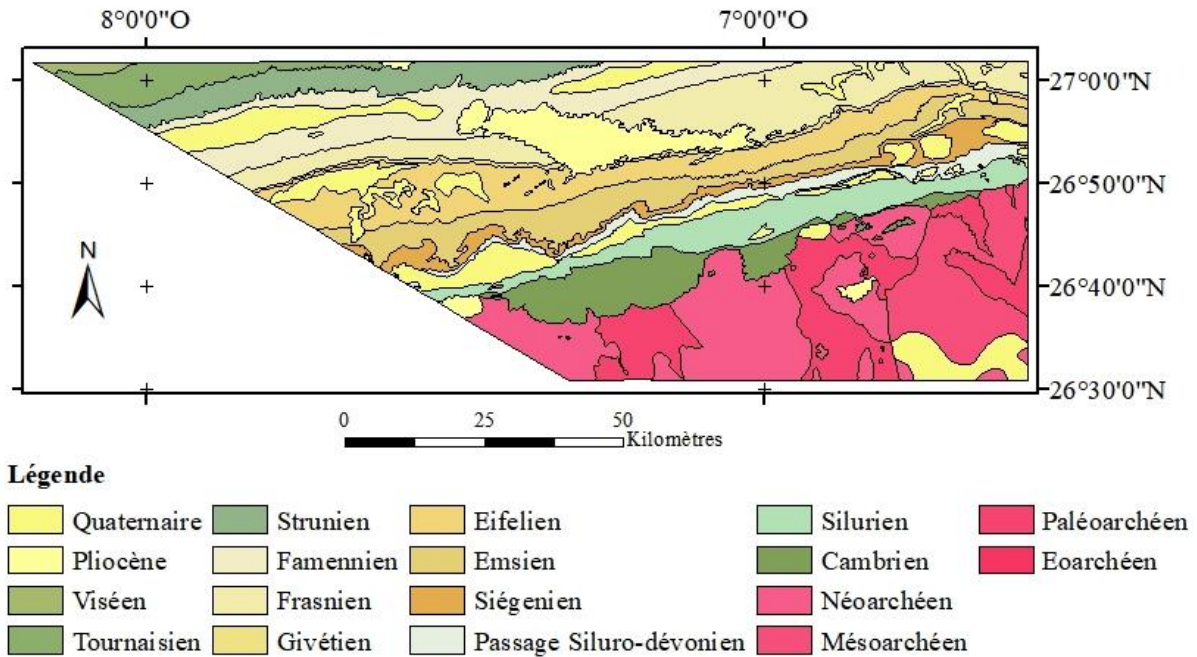 8°0'0"O 7°0'0"O
27°0'0"N
26°50'0"N
N
26°40'0"N
26°30'0"N
0 25 50
Kilomètres
Légende
Quaternaire Strunien Eifelien Silurien Paléoarchéen
Pliocène Famennien Emsien Cambrien Eoarchéen
Viséen Frasnien Siégenien Néoarchéen
Tournaisien Givétien Passage Siluro-dévonien Mésoarchéen